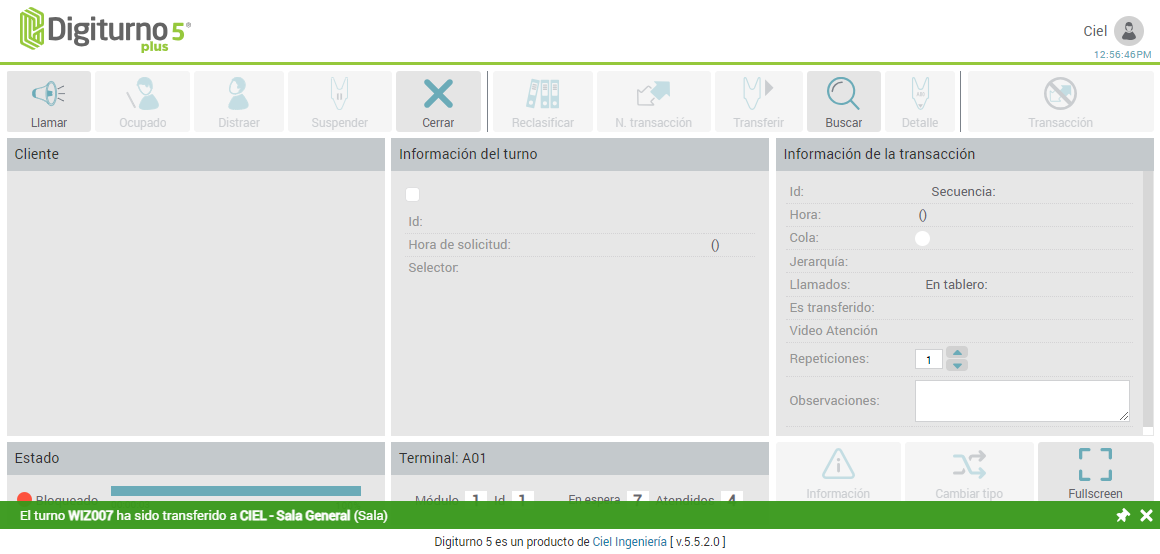 Digiturno 5®
plus
Ciel
12:56:46PM
Llamar
Ocupado
Distraer
Suspender
Cerrar
Reclasificar
N. transacción
Transferir
Buscar
ABC
Detalle
Transacción
Cliente
Información del turno
Id:
Hora de solicitud: ()
Selector:
Información de la transacción
Id: Secuencia:
Hora: ()
Cola:
Jerarquía:
Llamados: En tablero:
Es transferido:
Video Atención
Repeticiones: 1
Observaciones:
Estado
Bloqueado
Terminal: A01
Módulo 1 Id 1 En espera 7 Atendidos 4
Información
Cambiar tipo
Fullscreen
El turno WIZ007 ha sido transferido a CIEL - Sala General (Sala)
Digiturno 5 es un producto de Ciel Ingeniería [ v.5.5.2.0 ]